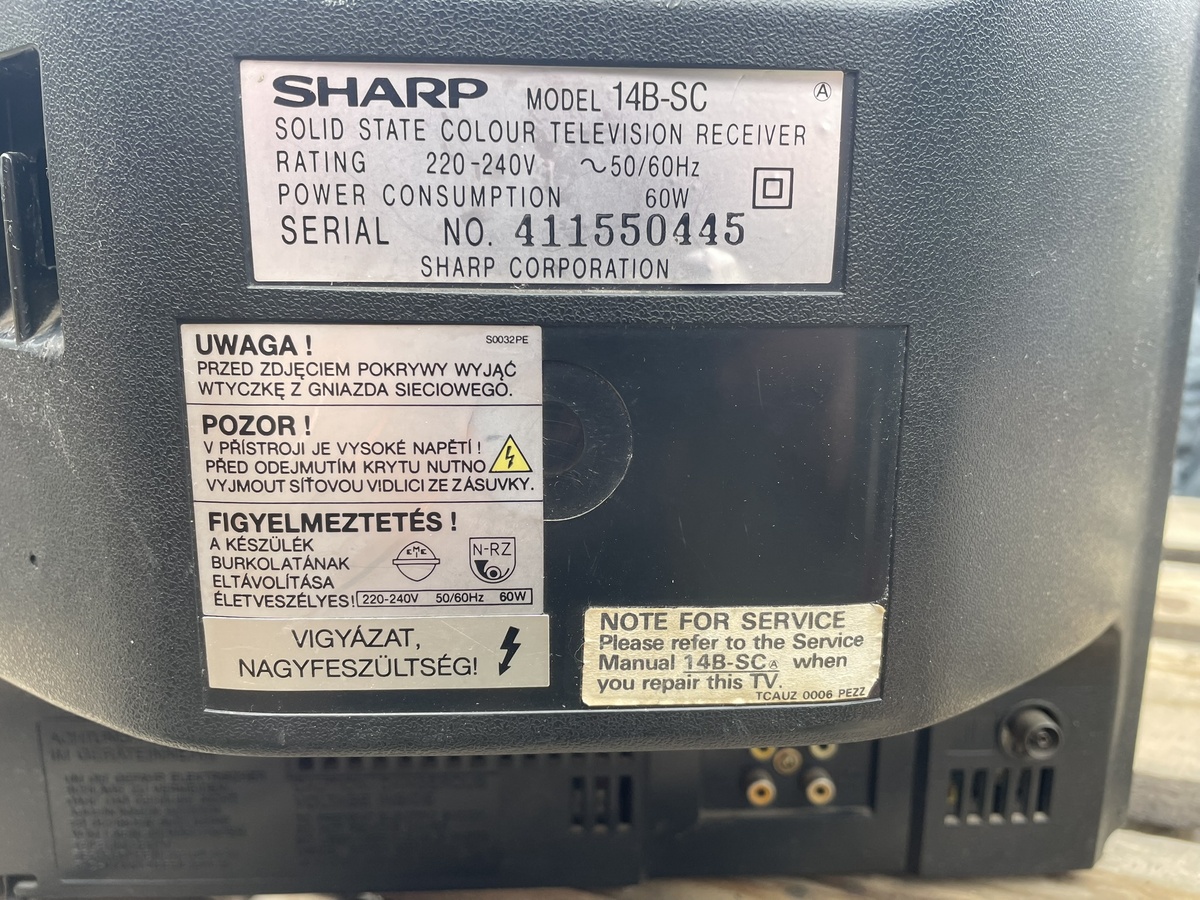 SHARP MODEL 14B-SC Ⓐ
SOLID STATE COLOUR TELEVISION RECEIVER
RATING 220-240V ~50/60Hz
POWER CONSUMPTION 60W
SERIAL NO. 411550445
SHARP CORPORATION
UWAGA ! S0032PE
PRZED ZDJĘCIEM POKRYWY WYJĄĆ
WTYCZKĘ Z GNIAZDA SIECIOWEGO.
POZOR !
V PŘÍSTROJI JE VYSOKÉ NAPĚTÍ !
PŘED ODEJMUTÍM KRYTU NUTNO
VYJMOUT SÍŤOVOU VIDLICI ZE ZÁSUVKY.
FIGYELMEZTETÉS !
A KÉSZÜLÉK
BURKOLATÁNAK
ELTÁVOLÍTÁSA
ÉLETVESZÉLYES!
N-RZ
220-240V 50/60Hz 60W
VIGYÁZAT,
NAGYFESZÜLTSÉG!
NOTE FOR SERVICE
Please refer to the Service
Manual 14B-SCA when
you repair this TV.
TCAUZ 0006 PEZZ